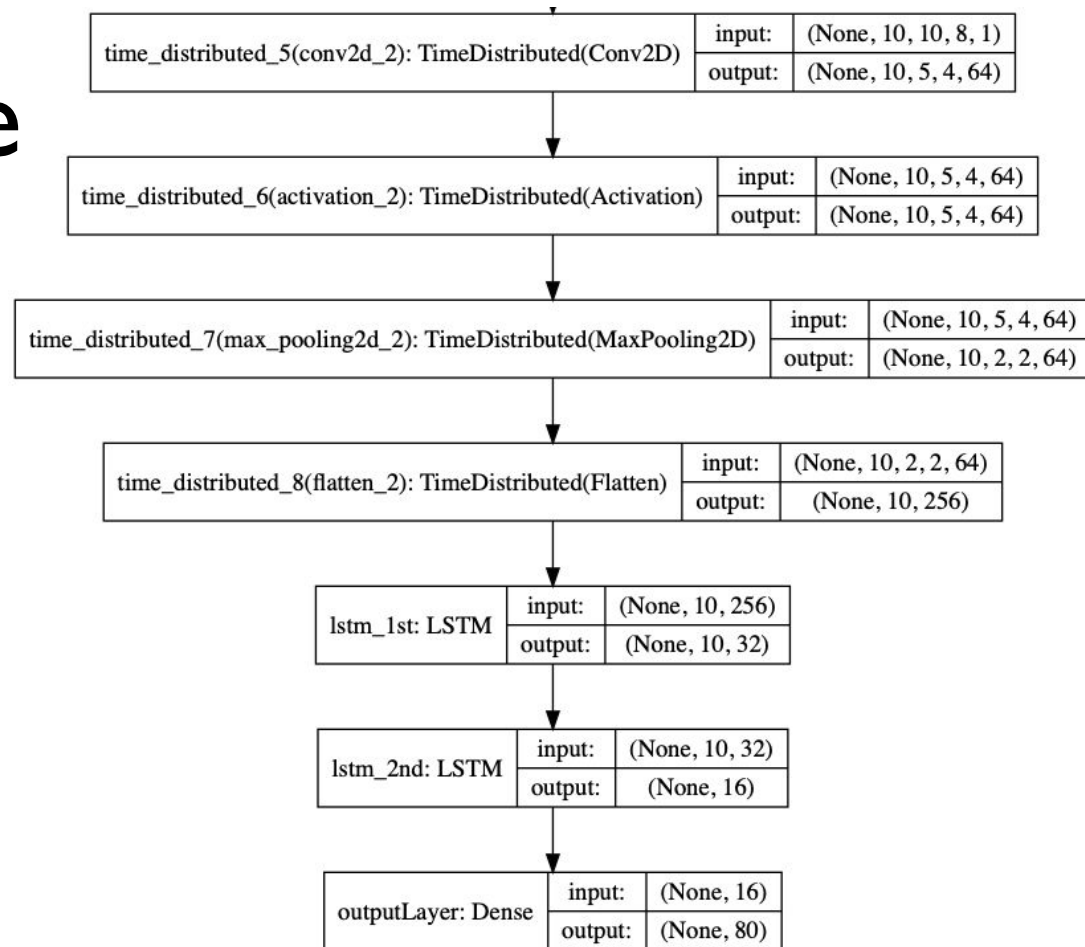 time_distributed_5(conv2d_2): TimeDistributed(Conv2D)
input: (None, 10, 10, 8, 1)
output: (None, 10, 5, 4, 64)
e
time_distributed_6(activation_2): TimeDistributed(Activation)
input: (None, 10, 5, 4, 64)
output: (None, 10, 5, 4, 64)
time_distributed_7(max_pooling2d_2): TimeDistributed(MaxPooling2D)
input: (None, 10, 5, 4, 64)
output: (None, 10, 2, 2, 64)
time_distributed_8(flatten_2): TimeDistributed(Flatten)
input: (None, 10, 2, 2, 64)
output: (None, 10, 256)
lstm_1st: LSTM
input: (None, 10, 256)
output: (None, 10, 32)
lstm_2nd: LSTM
input: (None, 10, 32)
output: (None, 16)
outputLayer: Dense
input: (None, 16)
output: (None, 80)